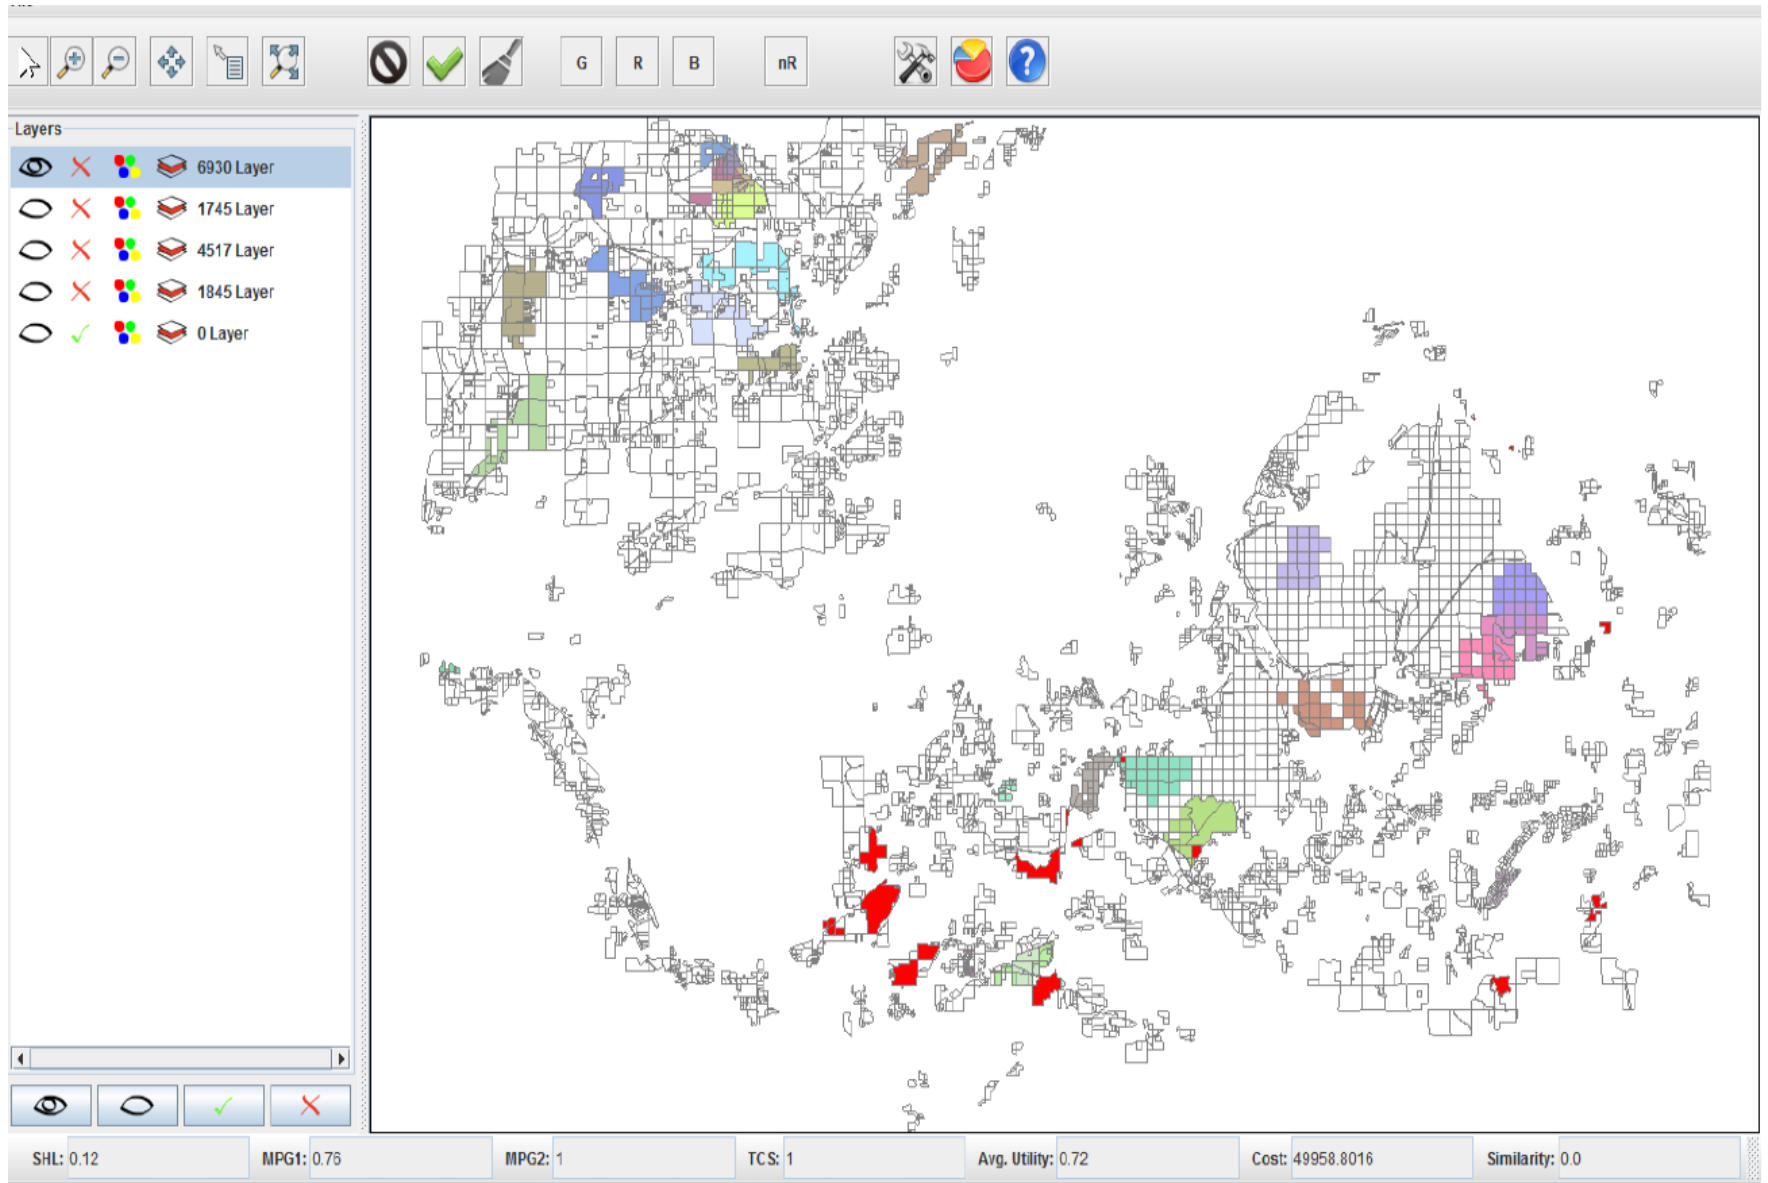 G R B nR
Layers
6930 Layer
1745 Layer
4517 Layer
1845 Layer
0 Layer
SHL: 0.12 MPG1: 0.76 MPG2: 1 TCS: 1 Avg. Utility: 0.72 Cost: 49958.8016 Similarity: 0.0